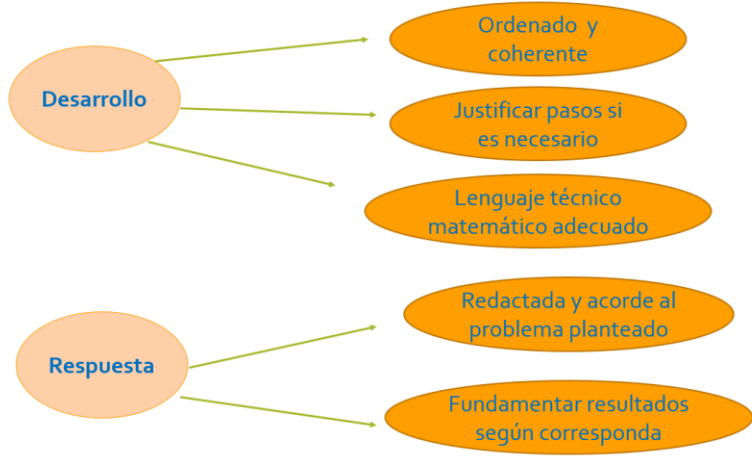 Desarrollo
Ordenado y
coherente
Justificar pasos si
es necesario
Lenguaje técnico
matemático adecuado
Respuesta
Redactada y acorde al
problema planteado
Fundamentar resultados
según corresponda